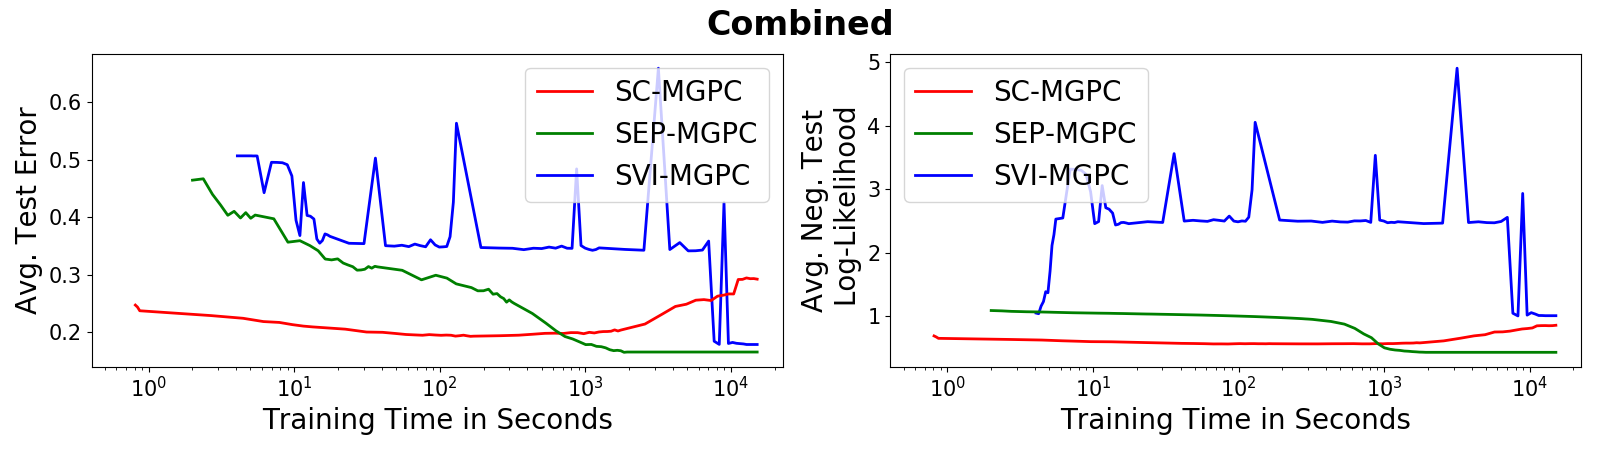 Combined
Avg. Test Error
0.6
0.5
0.4
0.3
0.2
SC-MGPC
SEP-MGPC
SVI-MGPC
10^0 10^1 10^2 10^3 10^4
Training Time in Seconds
Avg. Neg. Test
Log-Likelihood
5
4
3
2
1
SC-MGPC
SEP-MGPC
SVI-MGPC
10^0 10^1 10^2 10^3 10^4
Training Time in Seconds